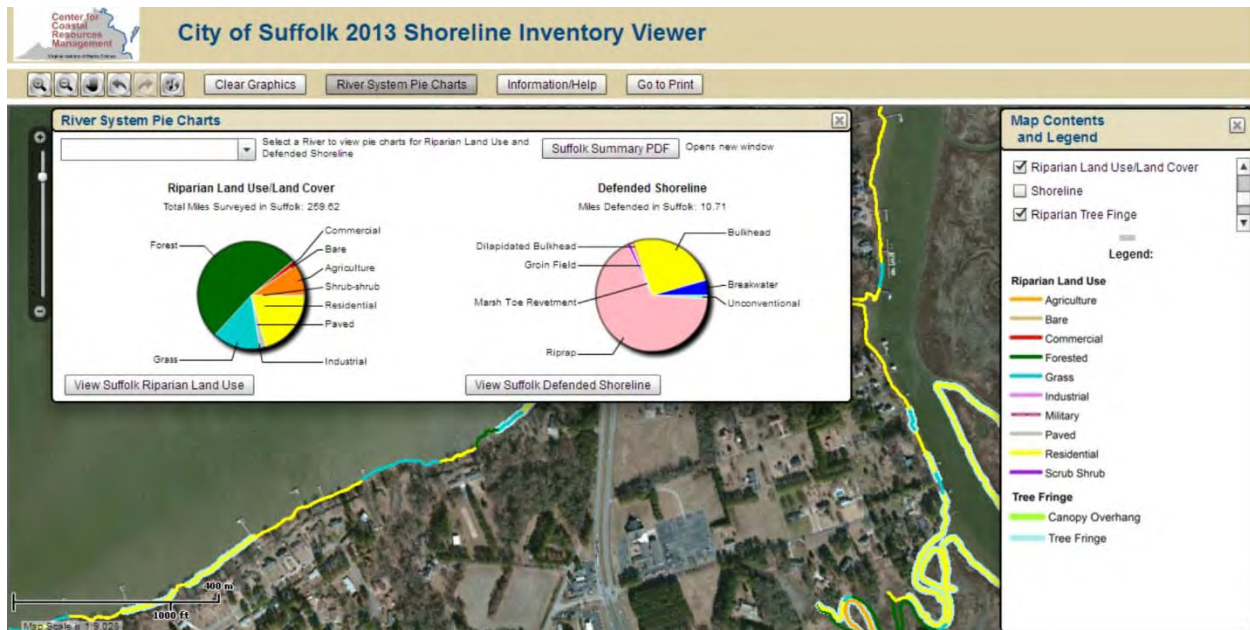 Center for
Coastal
Resources
Management
City of Suffolk 2013 Shoreline Inventory Viewer
Clear Graphics
River System Pie Charts
Information/Help
Go to Print
River System Pie Charts
Select a River to view pie charts for Riparian Land Use and
Defended Shoreline
Suffolk Summary PDF
Opens new window
Riparian Land Use/Land Cover
Total Miles Surveyed in Suffolk: 259.62
Forest
Commercial
Bare
Agriculture
Shrub-shrub
Residential
Paved
Industrial
Grass
View Suffolk Riparian Land Use
Defended Shoreline
Miles Defended in Suffolk: 10.71
Dilapidated Bulkhead
Groin Field
Marsh Toe Revetment
Riprap
Bulkhead
Breakwater
Unconventional
View Suffolk Defended Shoreline
Map Contents
and Legend
Riparian Land Use/Land Cover
Shoreline
Riparian Tree Finge
Legend:
Riparian Land Use
Agriculture
Bare
Commercial
Forested
Grass
Industrial
Military
Paved
Residential
Scrub Shrub
Tree Fringe
Canopy Overhang
Tree Fringe
400 m
1000 ft
Map Scale is 1:9,028